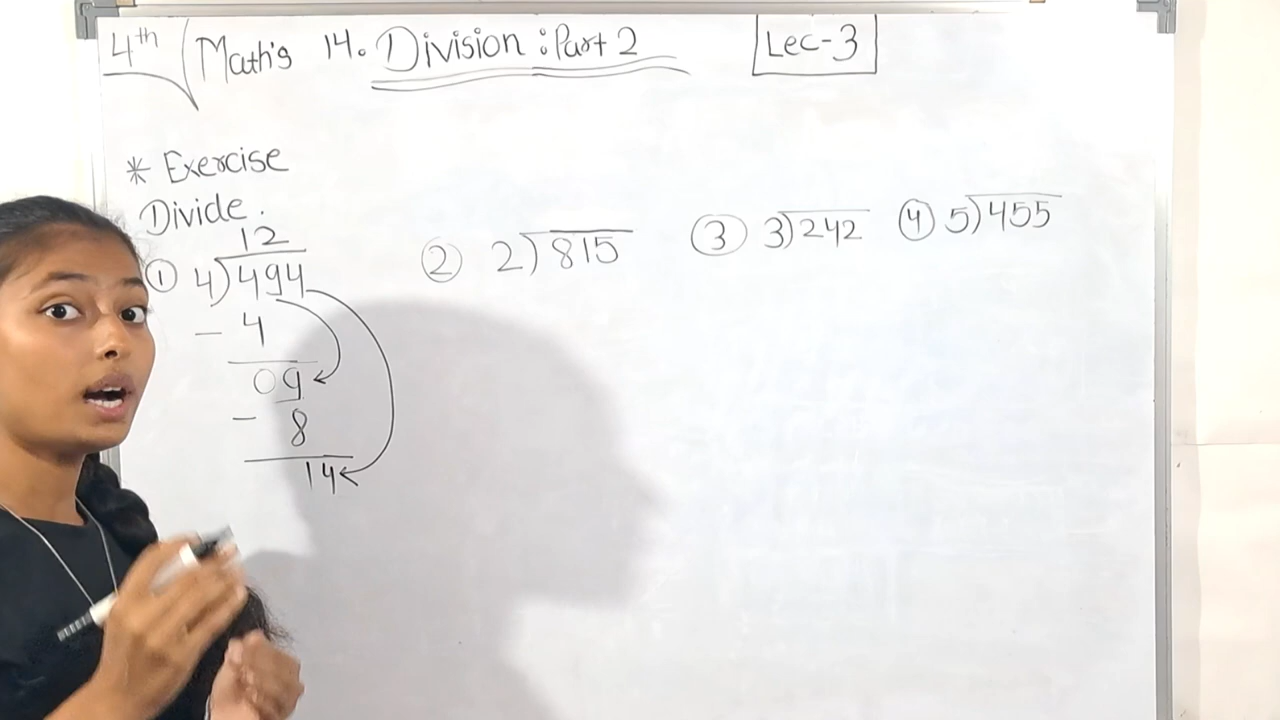 4th Math's 14. Division : Part 2 Lec-3
* Exercise
Divide.
12
① 4)494 ② 2)815 ③ 3)242 ④ 5)455
- 4
09
- 8
14